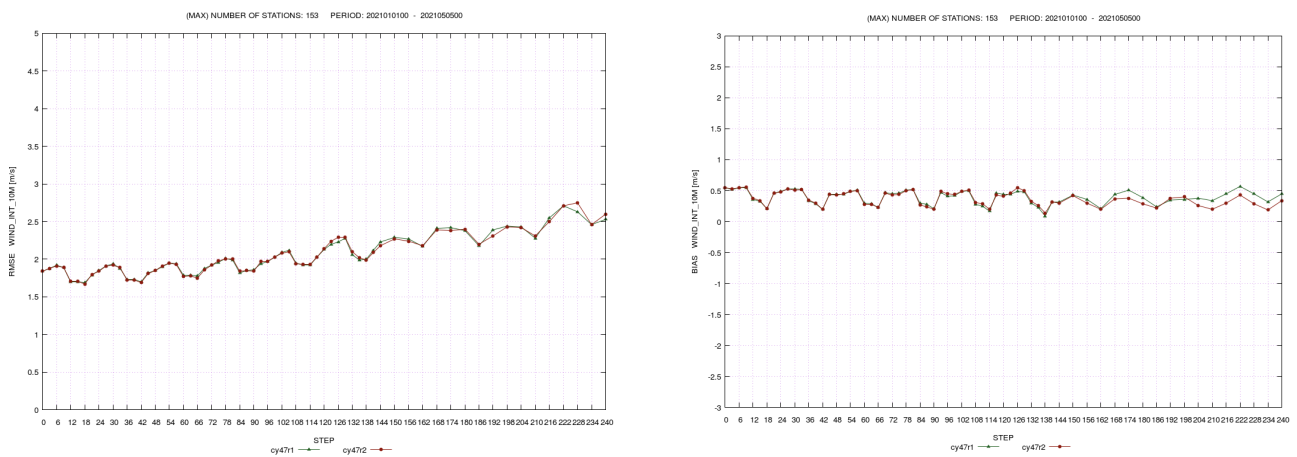 (MAX) NUMBER OF STATIONS: 153 PERIOD: 2021010100 - 2021050500
RMSE WIND_INT_10M [m/s]
5
4.5
4
3.5
3
2.5
2
1.5
1
0.5
0
0 6 12 18 24 30 36 42 48 54 60 66 72 78 84 90 96 102 108 114 120 126 132 138 144 150 156 162 168 174 180 186 192 198 204 210 216 222 228 234 240
STEP
cy47r1 cy47r2
(MAX) NUMBER OF STATIONS: 153 PERIOD: 2021010100 - 2021050500
BIAS WIND_INT_10M [m/s]
3
2.5
2
1.5
1
0.5
0
-0.5
-1
-1.5
-2
-2.5
-3
0 6 12 18 24 30 36 42 48 54 60 66 72 78 84 90 96 102 108 114 120 126 132 138 144 150 156 162 168 174 180 186 192 198 204 210 216 222 228 234 240
STEP
cy47r1 cy47r2